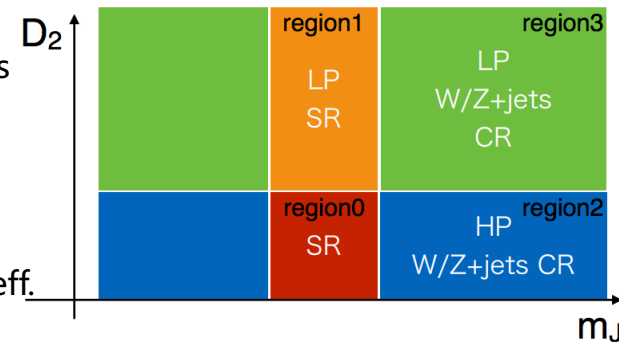 D₂
s
region1
LP
SR
region3
LP
W/Z+jets
CR
region0
SR
region2
HP
W/Z+jets CR
eff.
mJ